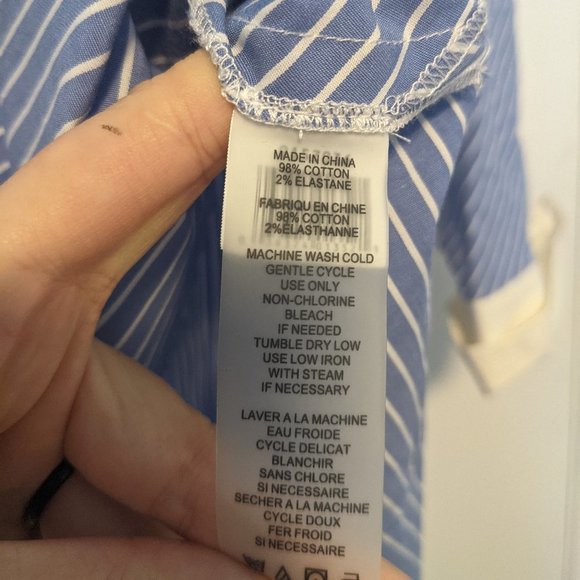 MADE IN CHINA
98% COTTON
2% ELASTANE
FABRIQU EN CHINE
98% COTTON
2%ELASTHANNE
MACHINE WASH COLD
GENTLE CYCLE
USE ONLY
NON-CHLORINE
BLEACH
IF NEEDED
TUMBLE DRY LOW
USE LOW IRON
WITH STEAM
IF NECESSARY
LAVER A LA MACHINE
EAU FROIDE
CYCLE DELICAT
BLANCHIR
SANS CHLORE
SI NECESSAIRE
SECHER A LA MACHINE
CYCLE DOUX
FER FROID
SI NECESSAIRE